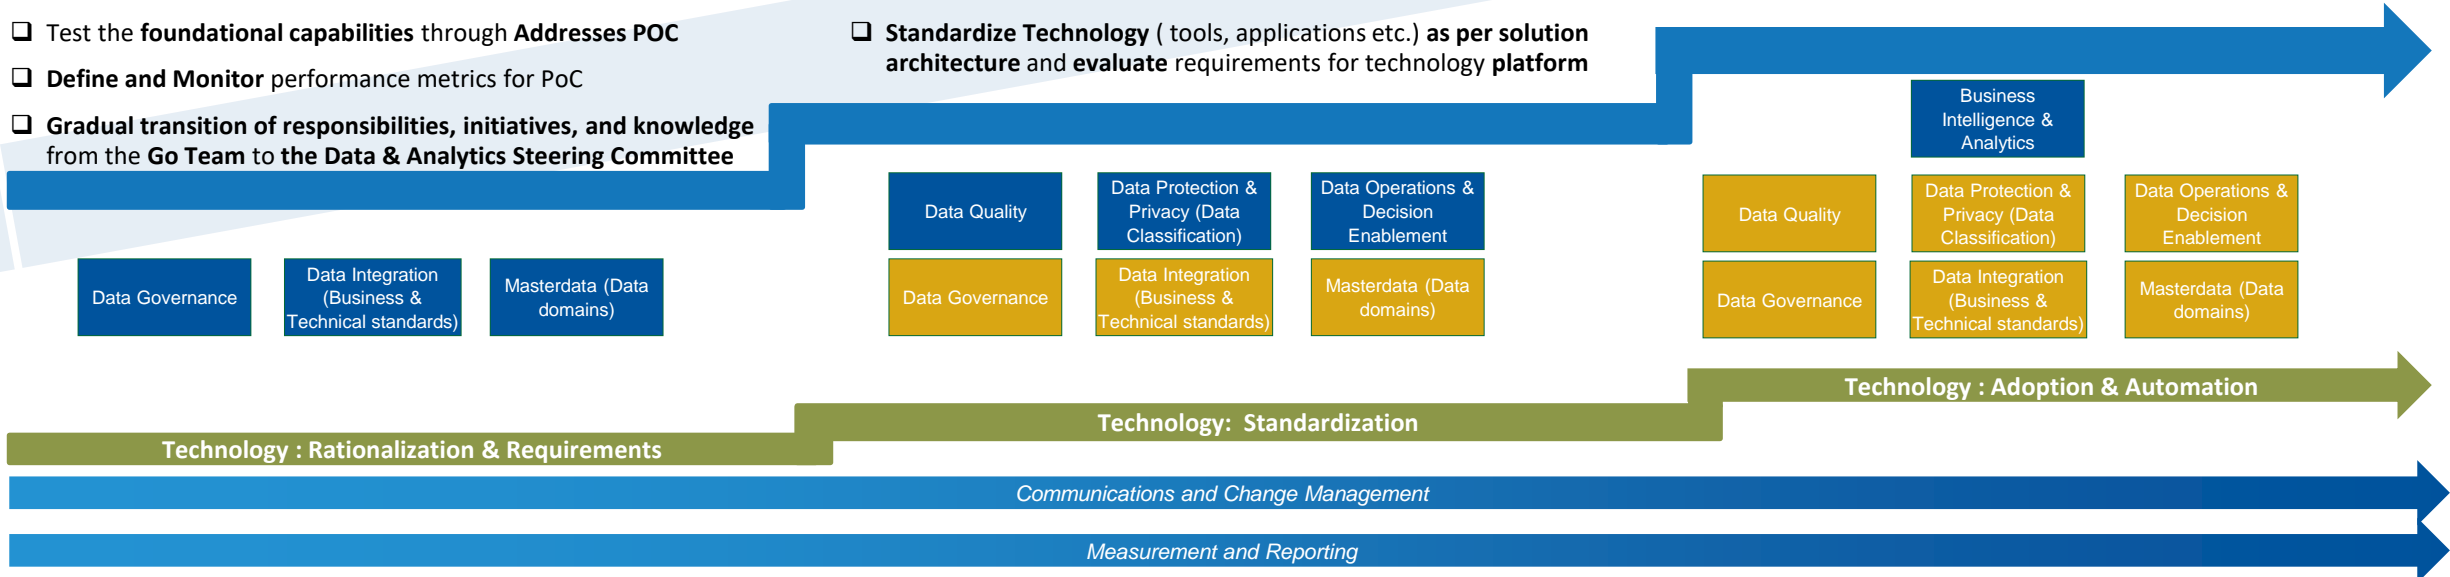 ❑ Test the foundational capabilities through Addresses POC
❑ Define and Monitor performance metrics for PoC
❑ Gradual transition of responsibilities, initiatives, and knowledge
from the Go Team to the Data & Analytics Steering Committee
❑ Standardize Technology ( tools, applications etc.) as per solution
architecture and evaluate requirements for technology platform
Data Governance
Data Integration
(Business &
Technical standards)
Masterdata (Data
domains)
Data Quality
Data Protection &
Privacy (Data
Classification)
Data Operations &
Decision
Enablement
Data Governance
Data Integration
(Business &
Technical standards)
Masterdata (Data
domains)
Business
Intelligence &
Analytics
Data Quality
Data Protection &
Privacy (Data
Classification)
Data Operations &
Decision
Enablement
Data Governance
Data Integration
(Business &
Technical standards)
Masterdata (Data
domains)
Technology : Rationalization & Requirements
Technology: Standardization
Technology : Adoption & Automation
Communications and Change Management
Measurement and Reporting